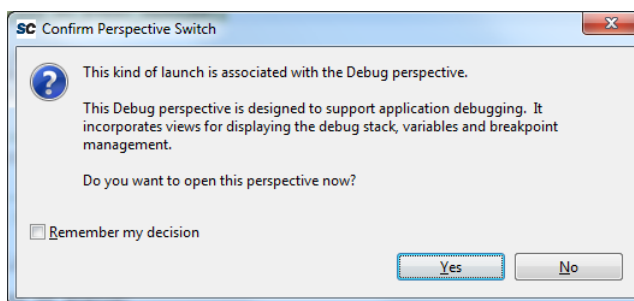 SC Confirm Perspective Switch
This kind of launch is associated with the Debug perspective.
This Debug perspective is designed to support application debugging. It
incorporates views for displaying the debug stack, variables and breakpoint
management.
Do you want to open this perspective now?
Remember my decision
Yes
No